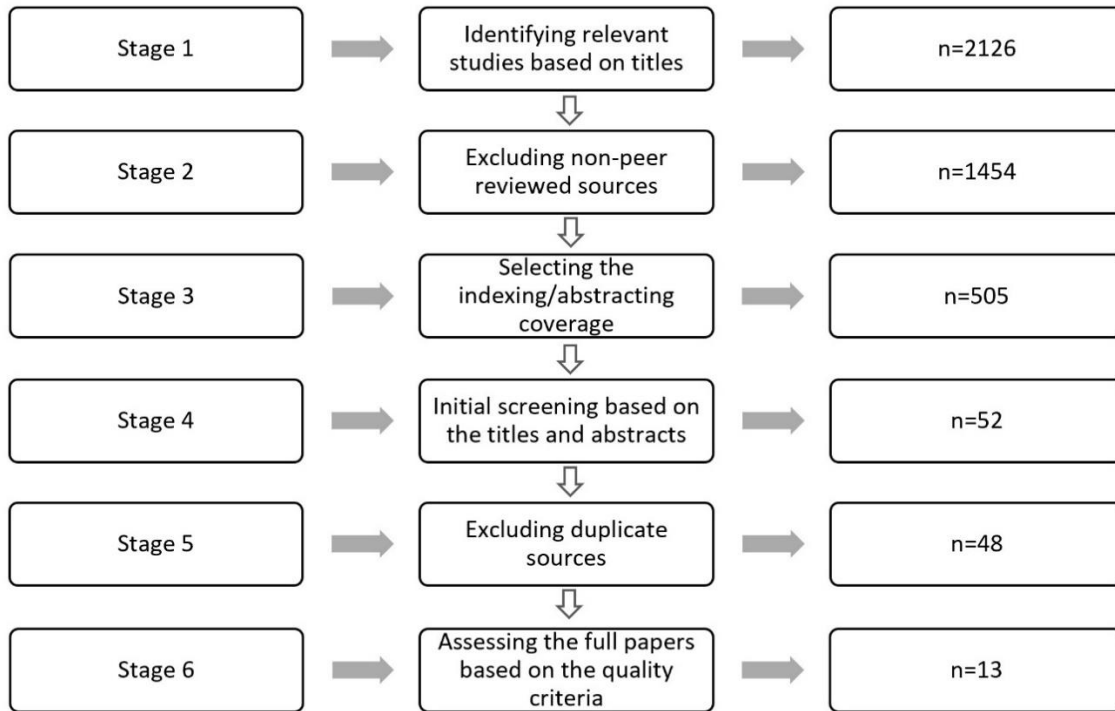 Stage 1
Identifying relevant
studies based on titles
n=2126
Stage 2
Excluding non-peer
reviewed sources
n=1454
Stage 3
Selecting the
indexing/abstracting
coverage
n=505
Stage 4
Initial screening based on
the titles and abstracts
n=52
Stage 5
Excluding duplicate
sources
n=48
Stage 6
Assessing the full papers
based on the quality
criteria
n=13